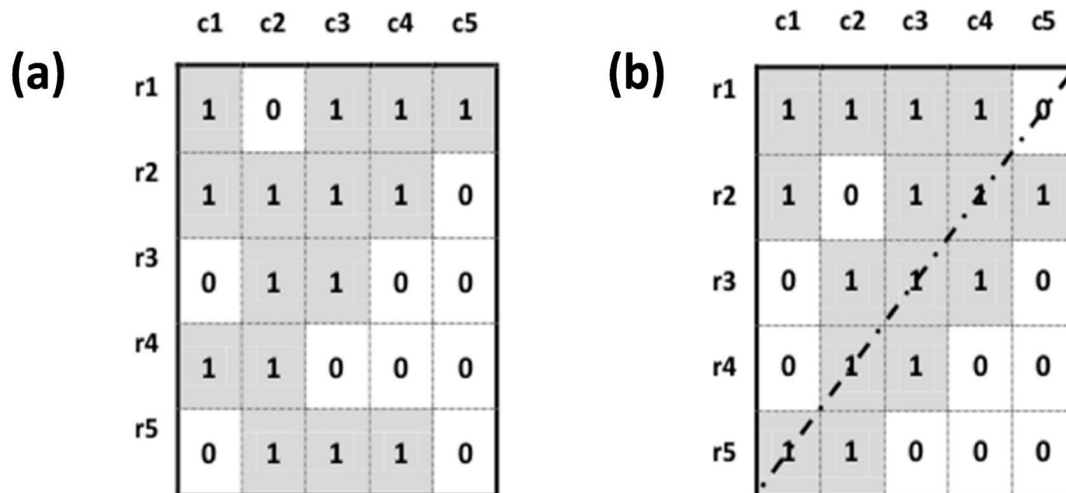 c1 c2 c3 c4 c5
(a)
r1 1 0 1 1 1
r2 1 1 1 1 0
r3 0 1 1 0 0
r4 1 1 0 0 0
r5 0 1 1 1 0
c1 c2 c3 c4 c5
(b)
r1 1 1 1 1 0
r2 1 0 1 1 1
r3 0 1 1 1 0
r4 0 1 1 0 0
r5 1 1 0 0 0